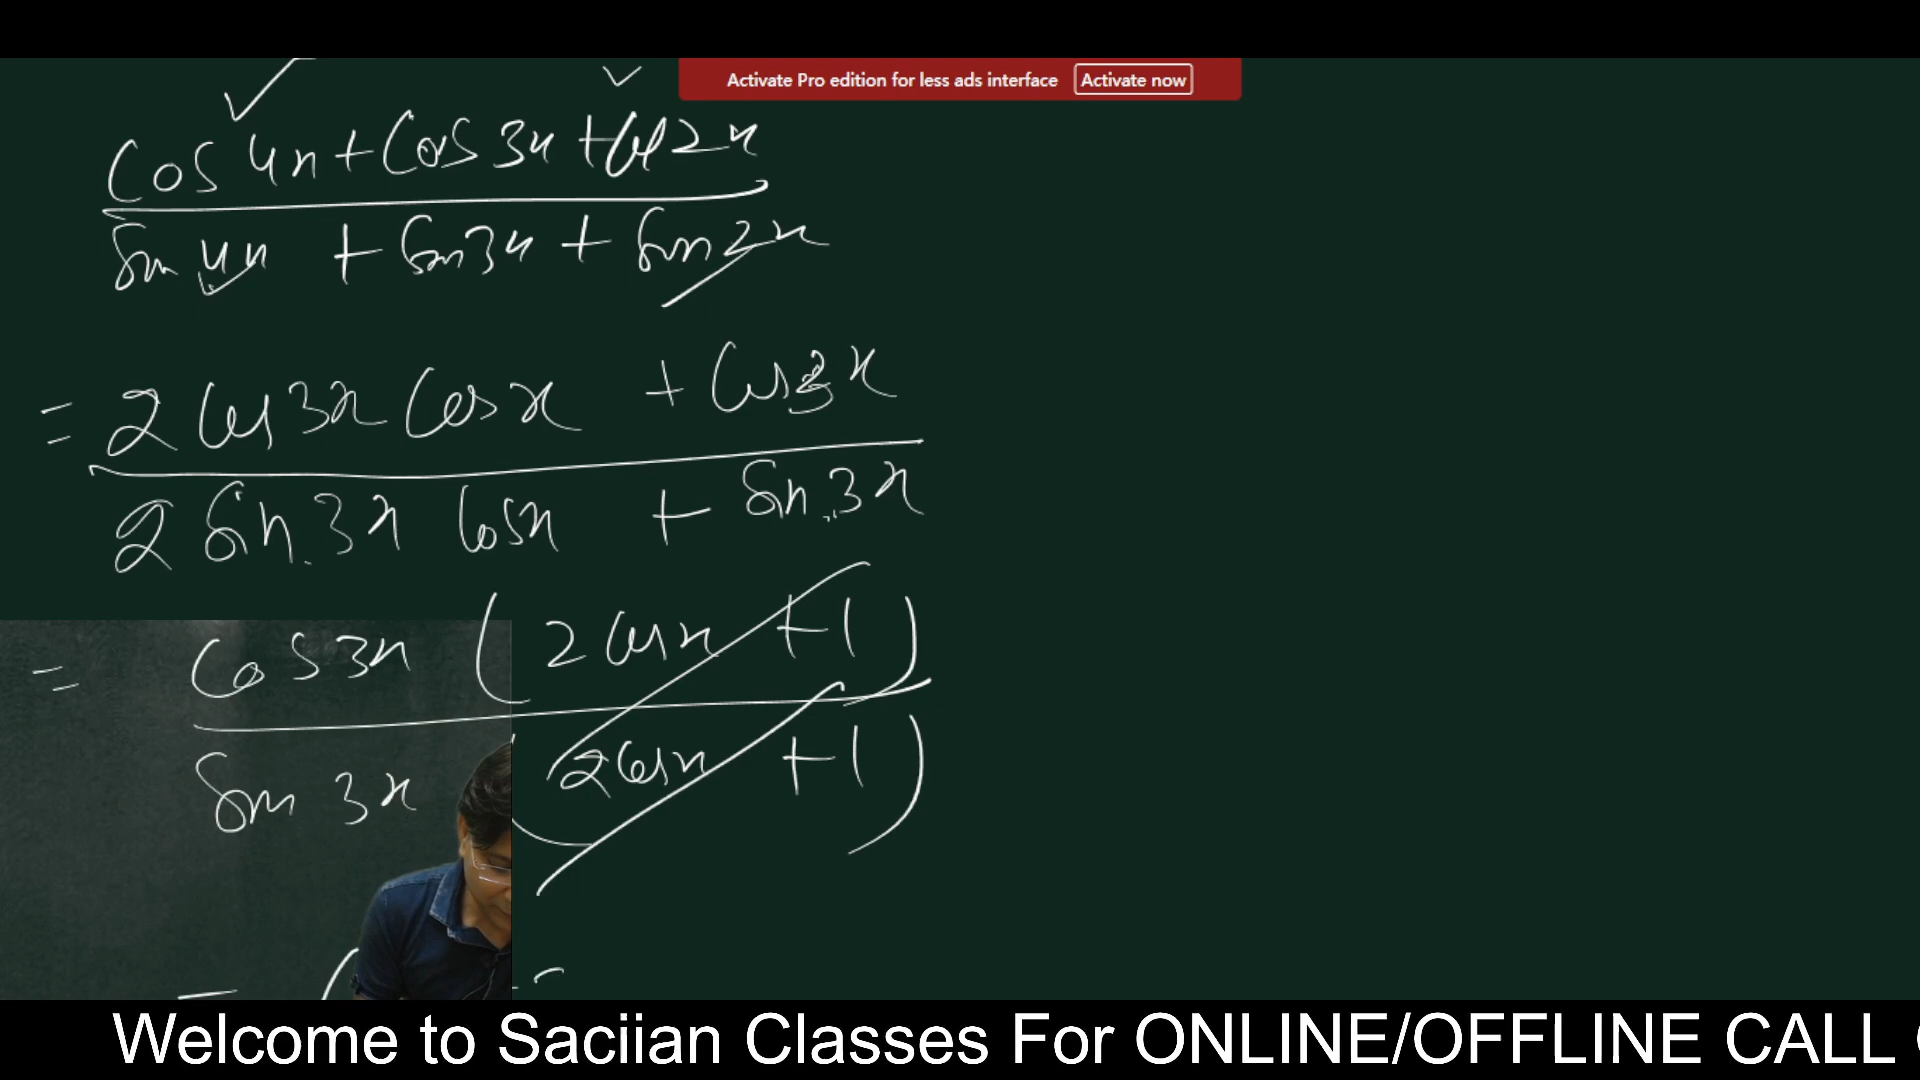 Activate Pro edition for less ads interface Activate now
Cos 4x + Cos 3x + Cos 2x
Sin 4x + Sin 3x + Sin 2x
= 2 Cos 3x Cos x + Cos 3x
2 Sin 3x Cos x + Sin 3x
= Cos 3x ( 2 Cos x + 1 )
Sin 3x ( 2 Cos x + 1 )
=
Welcome to Saciian Classes For ONLINE/OFFLINE CALL